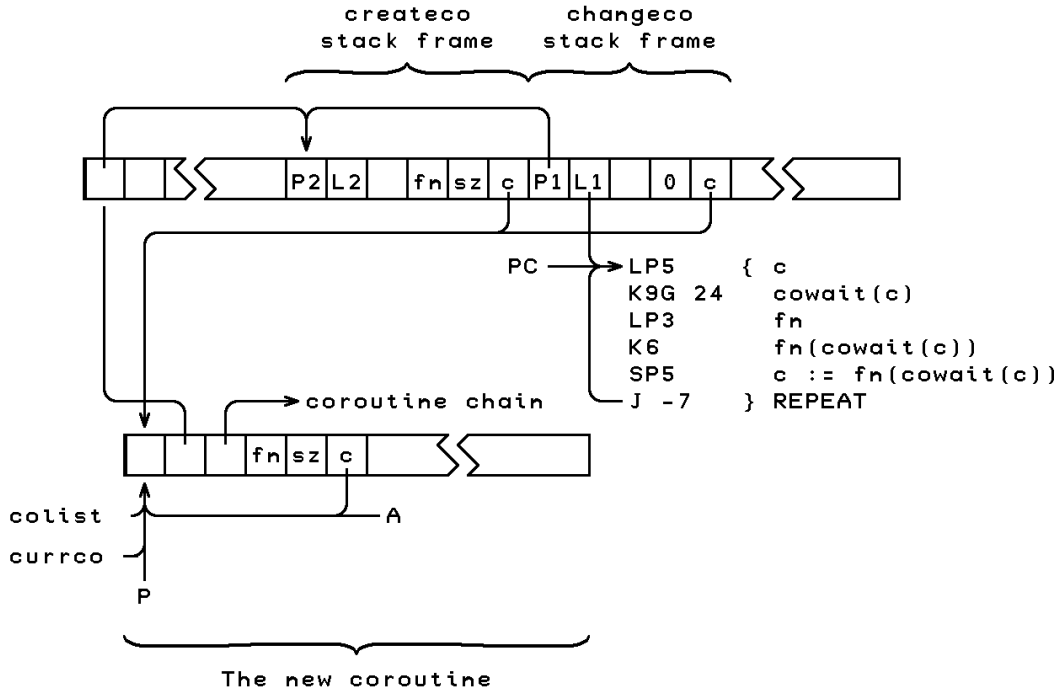 createco changeco
stack frame stack frame
P2 L2 fn sz c P1 L1 0 c
PC LP5 { c
K9G 24 cowait(c)
LP3 fn
K6 fn(cowait(c))
SP5 c := fn(cowait(c))
coroutine chain J -7 } REPEAT
fn sz c
colist A
currco
P
The new coroutine